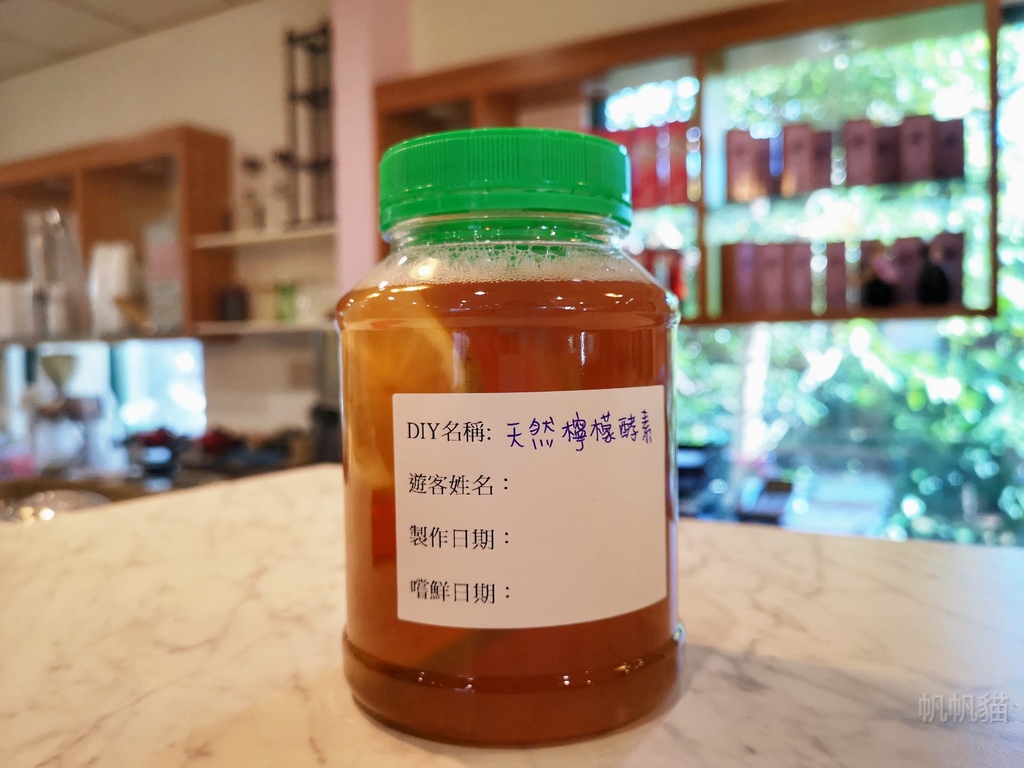 DIY名稱: 天然檸檬酵素
遊客姓名：
製作日期：
嚐鮮日期：
帆帆貓